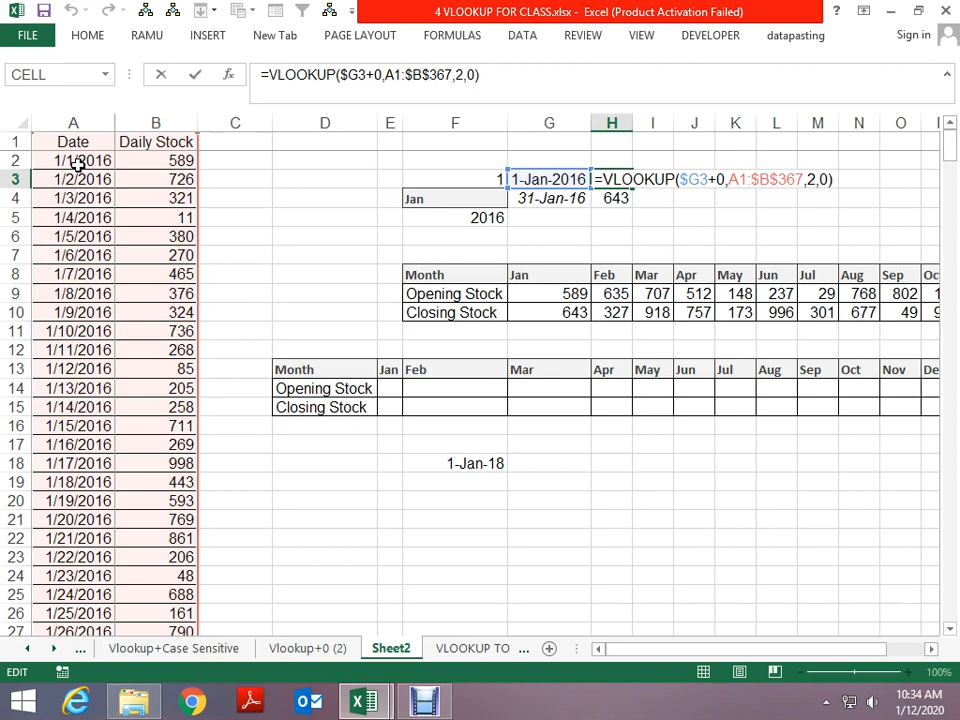 4 VLOOKUP FOR CLASS.xlsx - Excel (Product Activation Failed)
FILE HOME RAMU INSERT New Tab PAGE LAYOUT FORMULAS DATA REVIEW VIEW DEVELOPER datapasting Sign in
CELL =VLOOKUP($G3+0,A1:$B$367,2,0)
A B C D E F G H I J K L M N O
1 Date Daily Stock
2 1/1/2016 589
3 1/2/2016 726 1 1-Jan-2016 =VLOOKUP($G3+0,A1:$B$367,2,0)
4 1/3/2016 321 Jan 31-Jan-16 643
5 1/4/2016 11 2016
6 1/5/2016 380
7 1/6/2016 270
8 1/7/2016 465 Month Jan Feb Mar Apr May Jun Jul Aug Sep Oc
9 1/8/2016 376 Opening Stock 589 635 707 512 148 237 29 768 802 1
10 1/9/2016 324 Closing Stock 643 327 918 757 173 996 301 677 49 9
11 1/10/2016 736
12 1/11/2016 268
13 1/12/2016 85 Month Jan Feb Mar Apr May Jun Jul Aug Sep Oct Nov De
14 1/13/2016 205 Opening Stock
15 1/14/2016 258 Closing Stock
16 1/15/2016 711
17 1/16/2016 269
18 1/17/2016 998 1-Jan-18
19 1/18/2016 443
20 1/19/2016 593
21 1/20/2016 769
22 1/21/2016 861
23 1/22/2016 206
24 1/23/2016 48
25 1/24/2016 688
26 1/25/2016 161
27 1/26/2016 790
... Vlookup+Case Sensitive Vlookup+0 (2) Sheet2 VLOOKUP TO ...
EDIT 100%
10:34 AM
1/12/2020